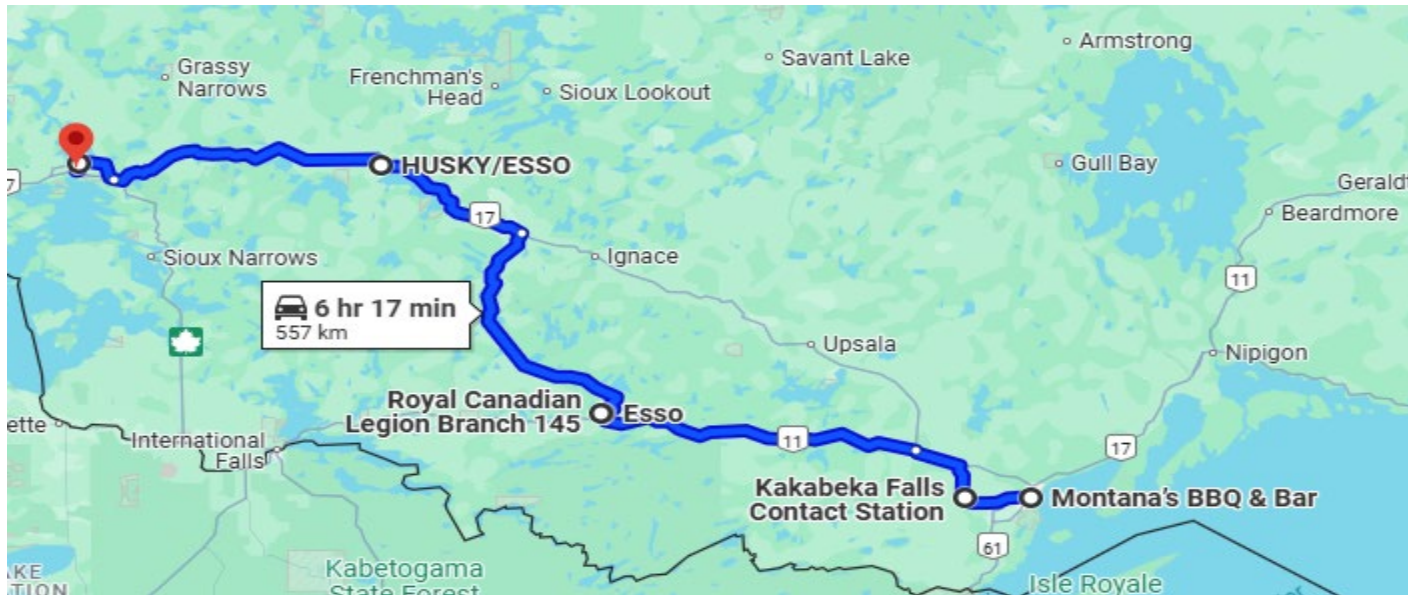 Armstrong
Savant Lake
Grassy
Narrows
Frenchman's
Head
Sioux Lookout
HUSKY/ESSO
Gull Bay
Geraldt
7
Beardmore
17
Sioux Narrows
Ignace
11
6 hr 17 min
557 km
Upsala
Nipigon
Royal Canadian
Legion Branch 145
Esso
ette
International
Falls
11
17
Kakabeka Falls
Contact Station
Montana's BBQ & Bar
61
Kabetogama
State Forest
AKE
TION
Isle Royale